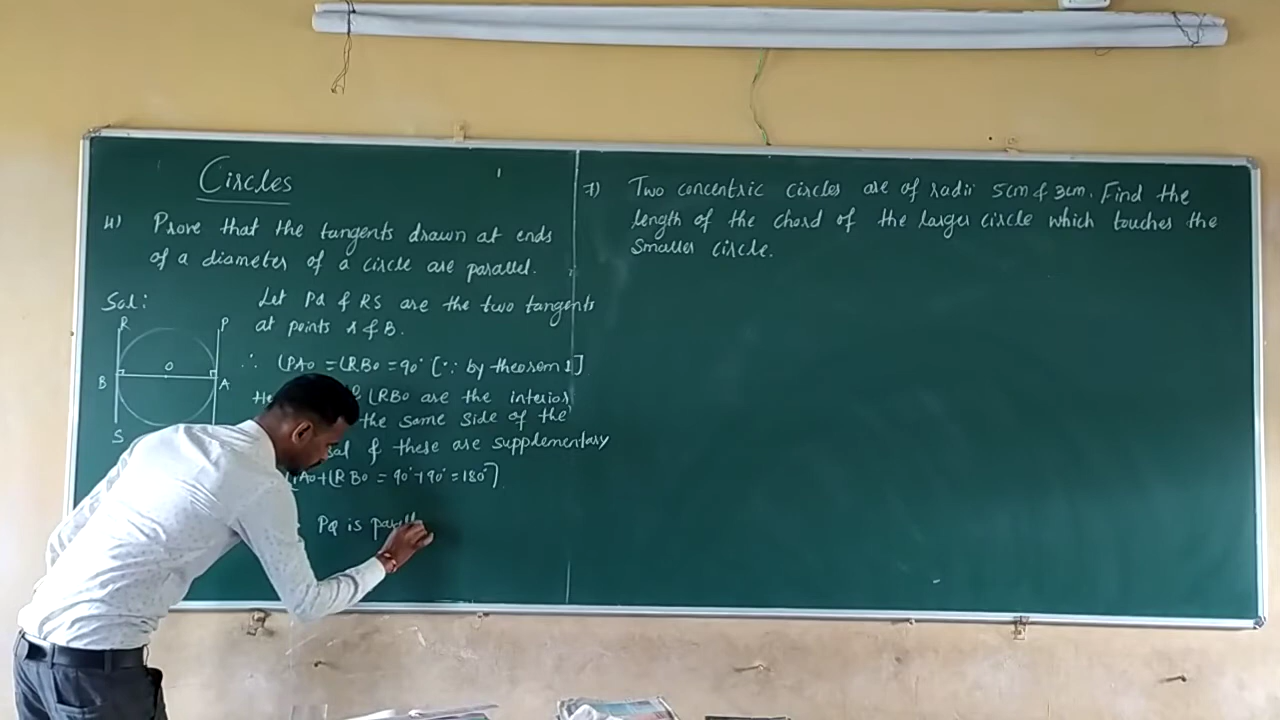 Circles
4) Prove that the tangents drawn at ends
of a diameter of a circle are parallel.
Sol:
Let PQ & RS are the two tangents
at points A & B.
R P
O
B A
S
∴ ∠PAO = ∠RBO = 90° [∵ by theorem 1]
∠RBO are the interior
the same side of the
& these are supplementary
∠PAO+∠RBO = 90°+90° = 180°]
PQ is parall
7) Two concentric circles are of radii 5cm & 3cm. Find the
length of the chord of the larger circle which touches the
smaller circle.